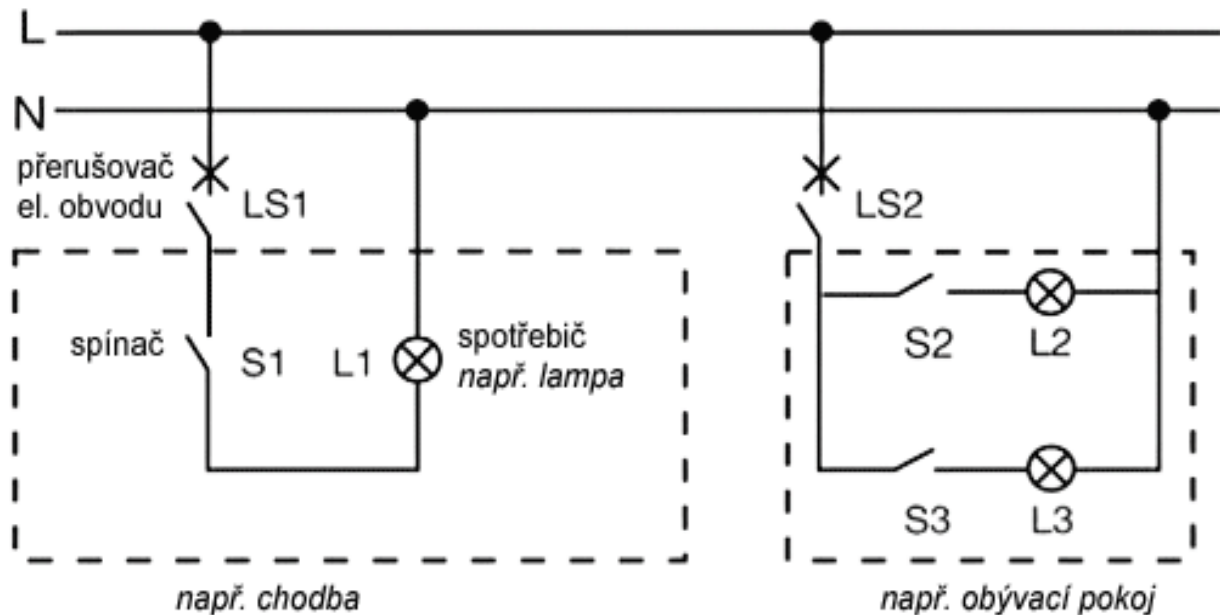 L
N
přerušovač
el. obvodu
LS1
LS2
spínač
S1
L1
spotřebič
např. lampa
S2
L2
S3
L3
např. chodba
např. obývací pokoj